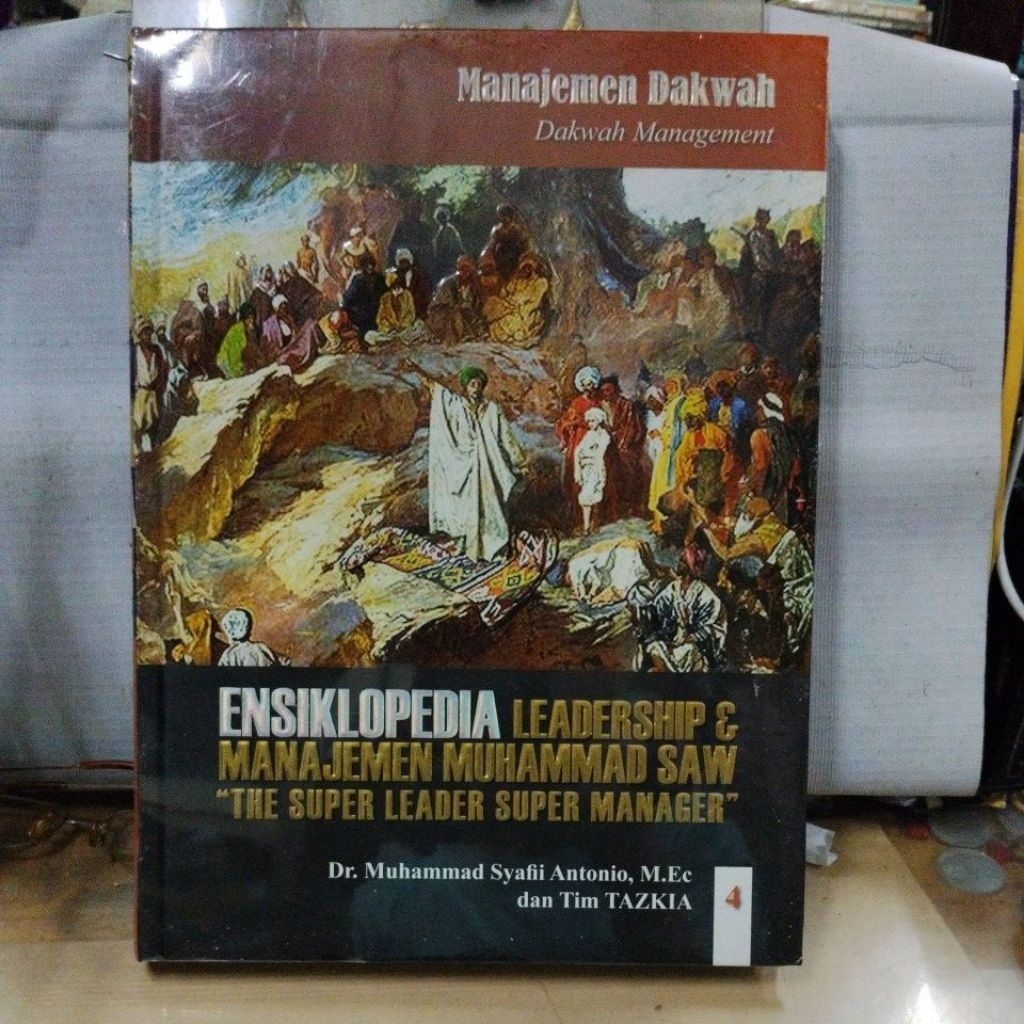 Manajemen Dakwah
Dakwah Management
ENSIKLOPEDIA LEADERSHIP &
MANAJEMEN MUHAMMAD SAW
"THE SUPER LEADER SUPER MANAGER"
Dr. Muhammad Syafii Antonio, M.Ec
dan Tim TAZKIA
4